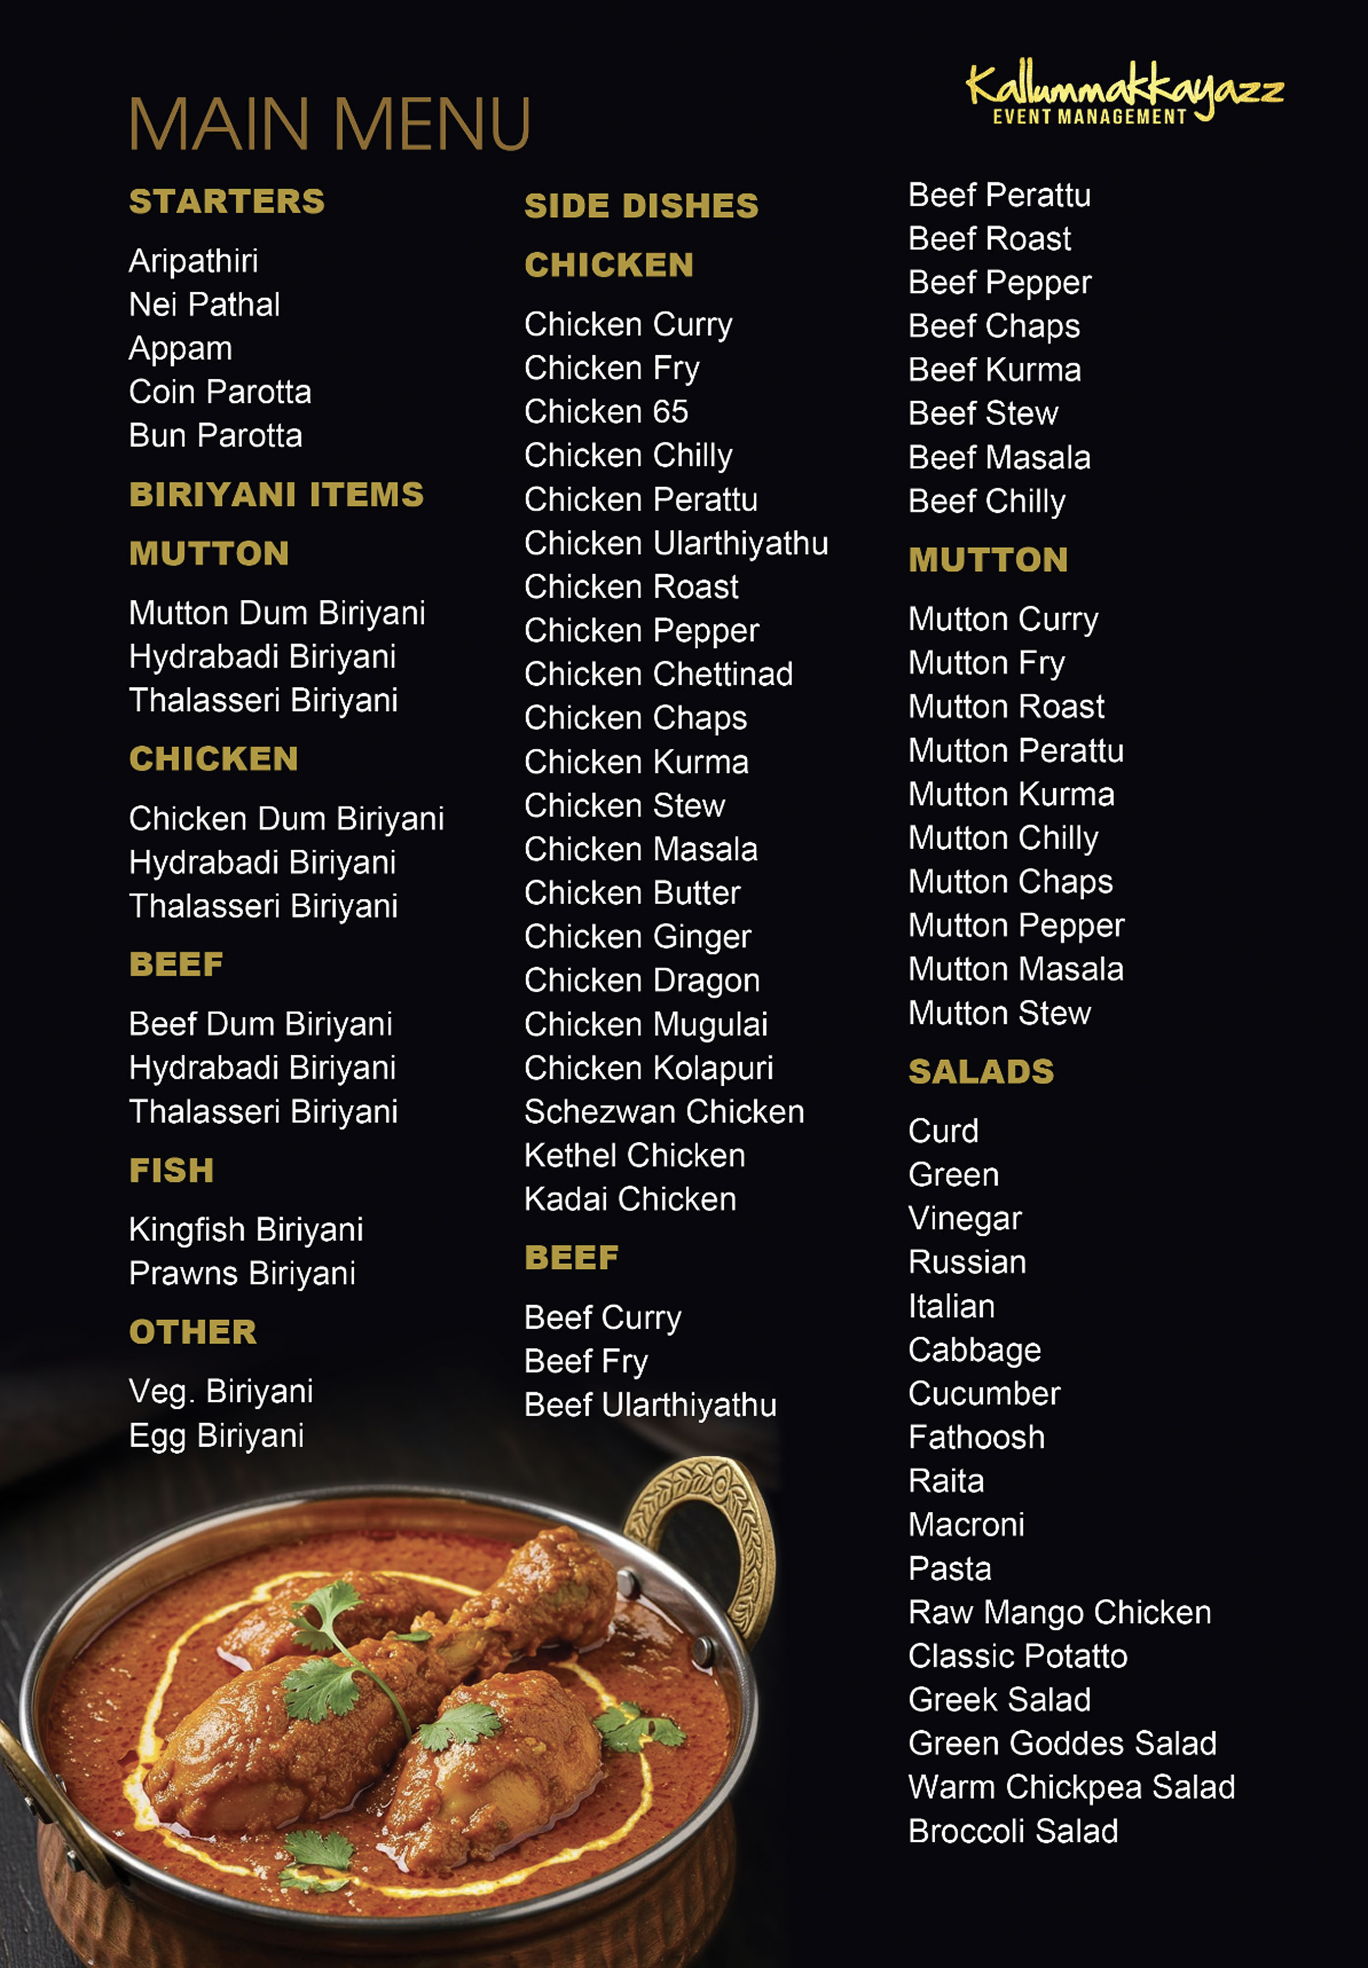 Kallummakkayazz
EVENT MANAGEMENT
MAIN MENU
STARTERS
Aripathiri
Nei Pathal
Appam
Coin Parotta
Bun Parotta
BIRIYANI ITEMS
MUTTON
Mutton Dum Biriyani
Hydrabadi Biriyani
Thalasseri Biriyani
CHICKEN
Chicken Dum Biriyani
Hydrabadi Biriyani
Thalasseri Biriyani
BEEF
Beef Dum Biriyani
Hydrabadi Biriyani
Thalasseri Biriyani
FISH
Kingfish Biriyani
Prawns Biriyani
OTHER
Veg. Biriyani
Egg Biriyani
SIDE DISHES
CHICKEN
Chicken Curry
Chicken Fry
Chicken 65
Chicken Chilly
Chicken Perattu
Chicken Ularthiyathu
Chicken Roast
Chicken Pepper
Chicken Chettinad
Chicken Chaps
Chicken Kurma
Chicken Stew
Chicken Masala
Chicken Butter
Chicken Ginger
Chicken Dragon
Chicken Mugulai
Chicken Kolapuri
Schezwan Chicken
Kethel Chicken
Kadai Chicken
BEEF
Beef Curry
Beef Fry
Beef Ularthiyathu
Beef Perattu
Beef Roast
Beef Pepper
Beef Chaps
Beef Kurma
Beef Stew
Beef Masala
Beef Chilly
MUTTON
Mutton Curry
Mutton Fry
Mutton Roast
Mutton Perattu
Mutton Kurma
Mutton Chilly
Mutton Chaps
Mutton Pepper
Mutton Masala
Mutton Stew
SALADS
Curd
Green
Vinegar
Russian
Italian
Cabbage
Cucumber
Fathoosh
Raita
Macroni
Pasta
Raw Mango Chicken
Classic Potatto
Greek Salad
Green Goddes Salad
Warm Chickpea Salad
Broccoli Salad